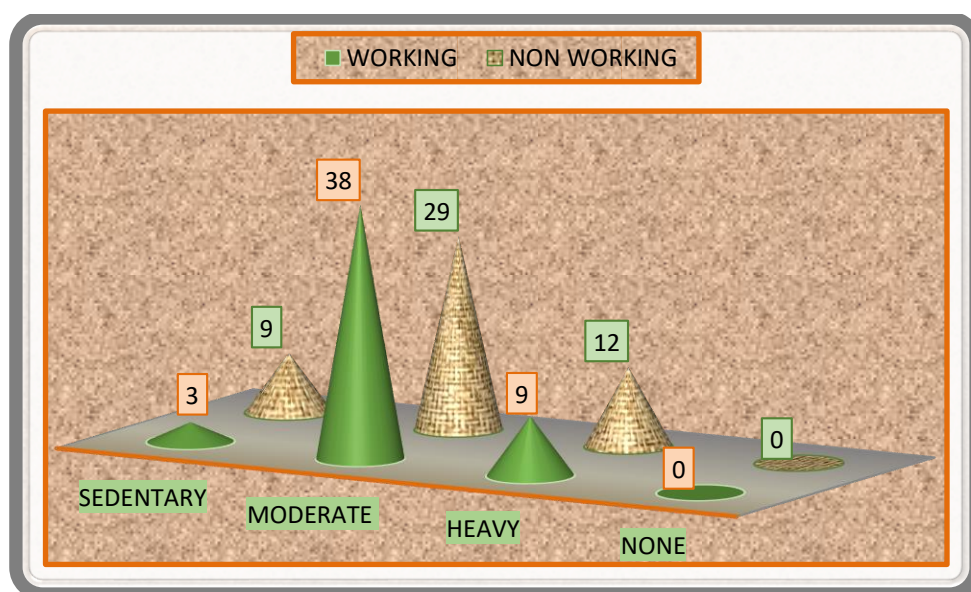 WORKING NON WORKING
38
29
9
12
3
9
0
0
SEDENTARY
MODERATE
HEAVY
NONE